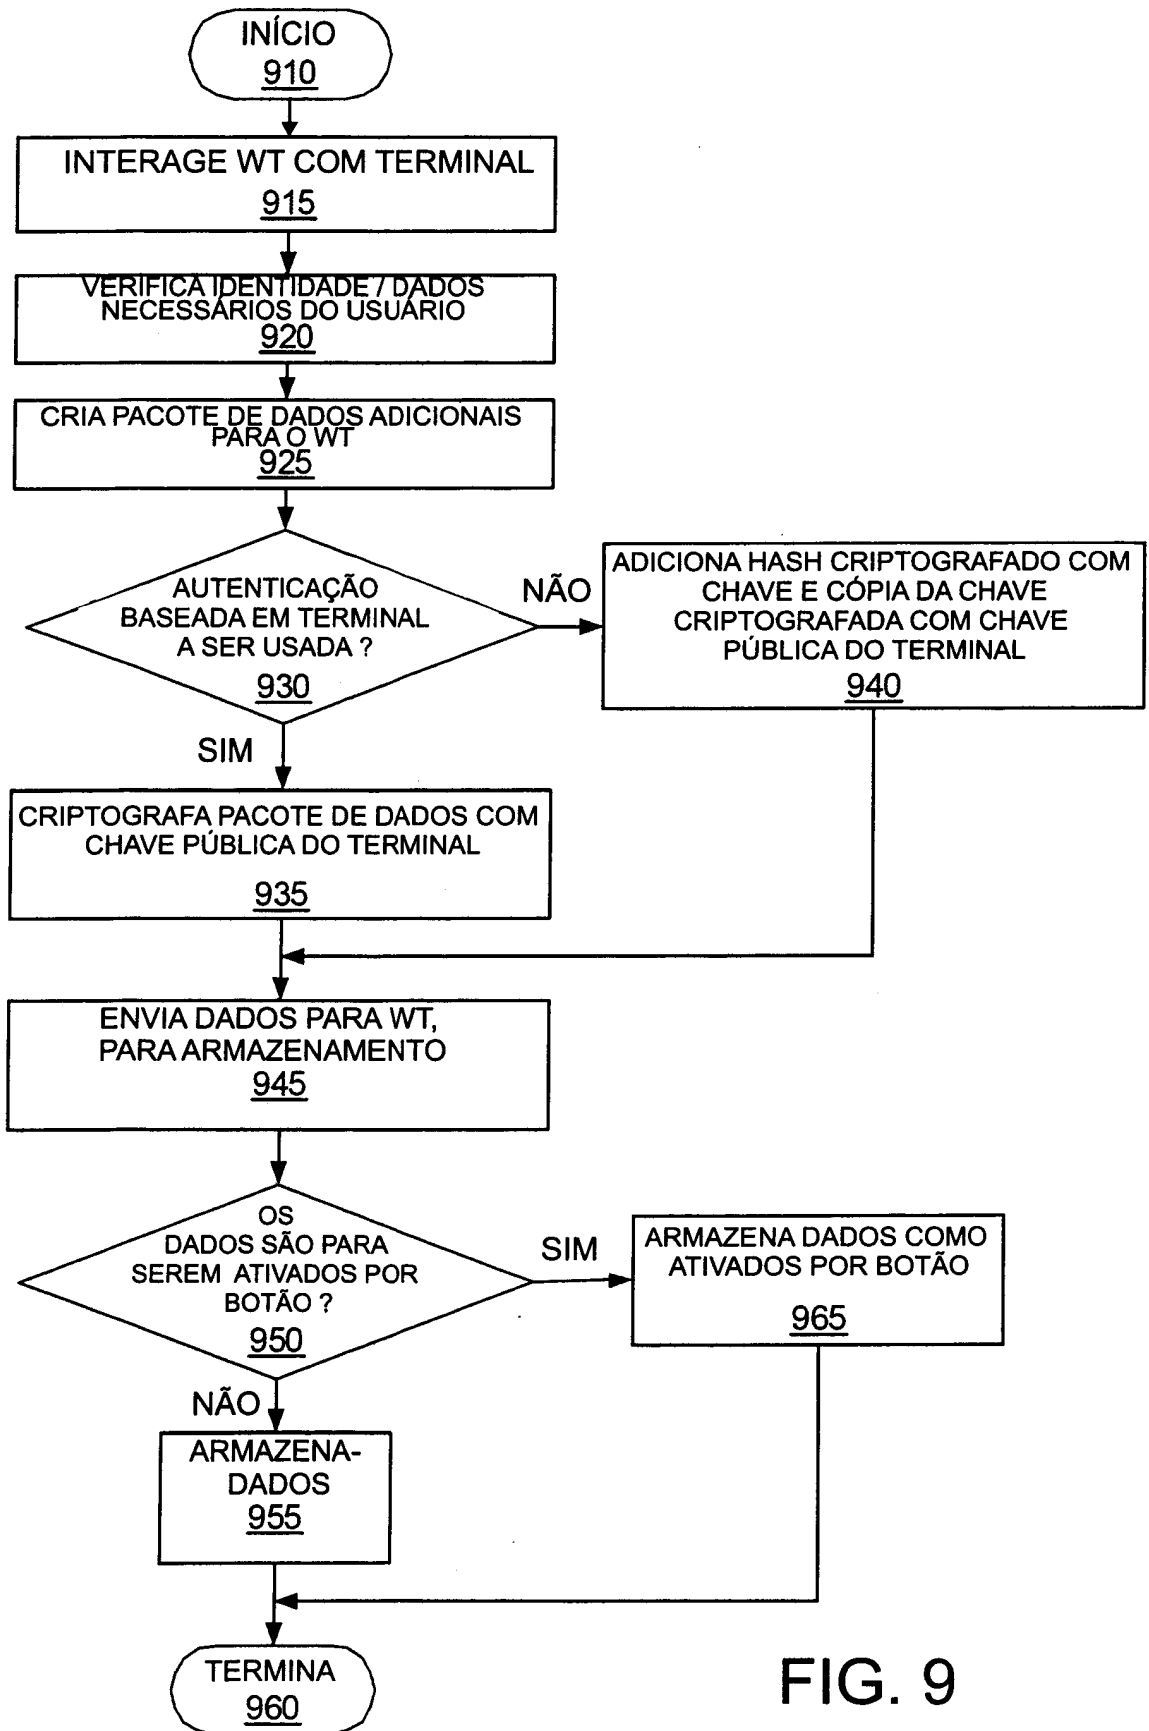 INÍCIO
910
INTERAGE WT COM TERMINAL
915
VERIFICA IDENTIDADE / DADOS
NECESSÁRIOS DO USUÁRIO
920
CRIA PACOTE DE DADOS ADICIONAIS
PARA O WT
925
AUTENTICAÇÃO
BASEADA EM TERMINAL
A SER USADA ?
930
NÃO
ADICIONA HASH CRIPTOGRAFADO COM
CHAVE E CÓPIA DA CHAVE
CRIPTOGRAFADA COM CHAVE
PÚBLICA DO TERMINAL
940
SIM
CRIPTOGRAFA PACOTE DE DADOS COM
CHAVE PÚBLICA DO TERMINAL
935
ENVIA DADOS PARA WT,
PARA ARMAZENAMENTO
945
OS
DADOS SÃO PARA
SEREM ATIVADOS POR
BOTÃO ?
950
SIM
ARMAZENA DADOS COMO
ATIVADOS POR BOTÃO
965
NÃO
ARMAZENA-
DADOS
955
TERMINA
960
FIG. 9